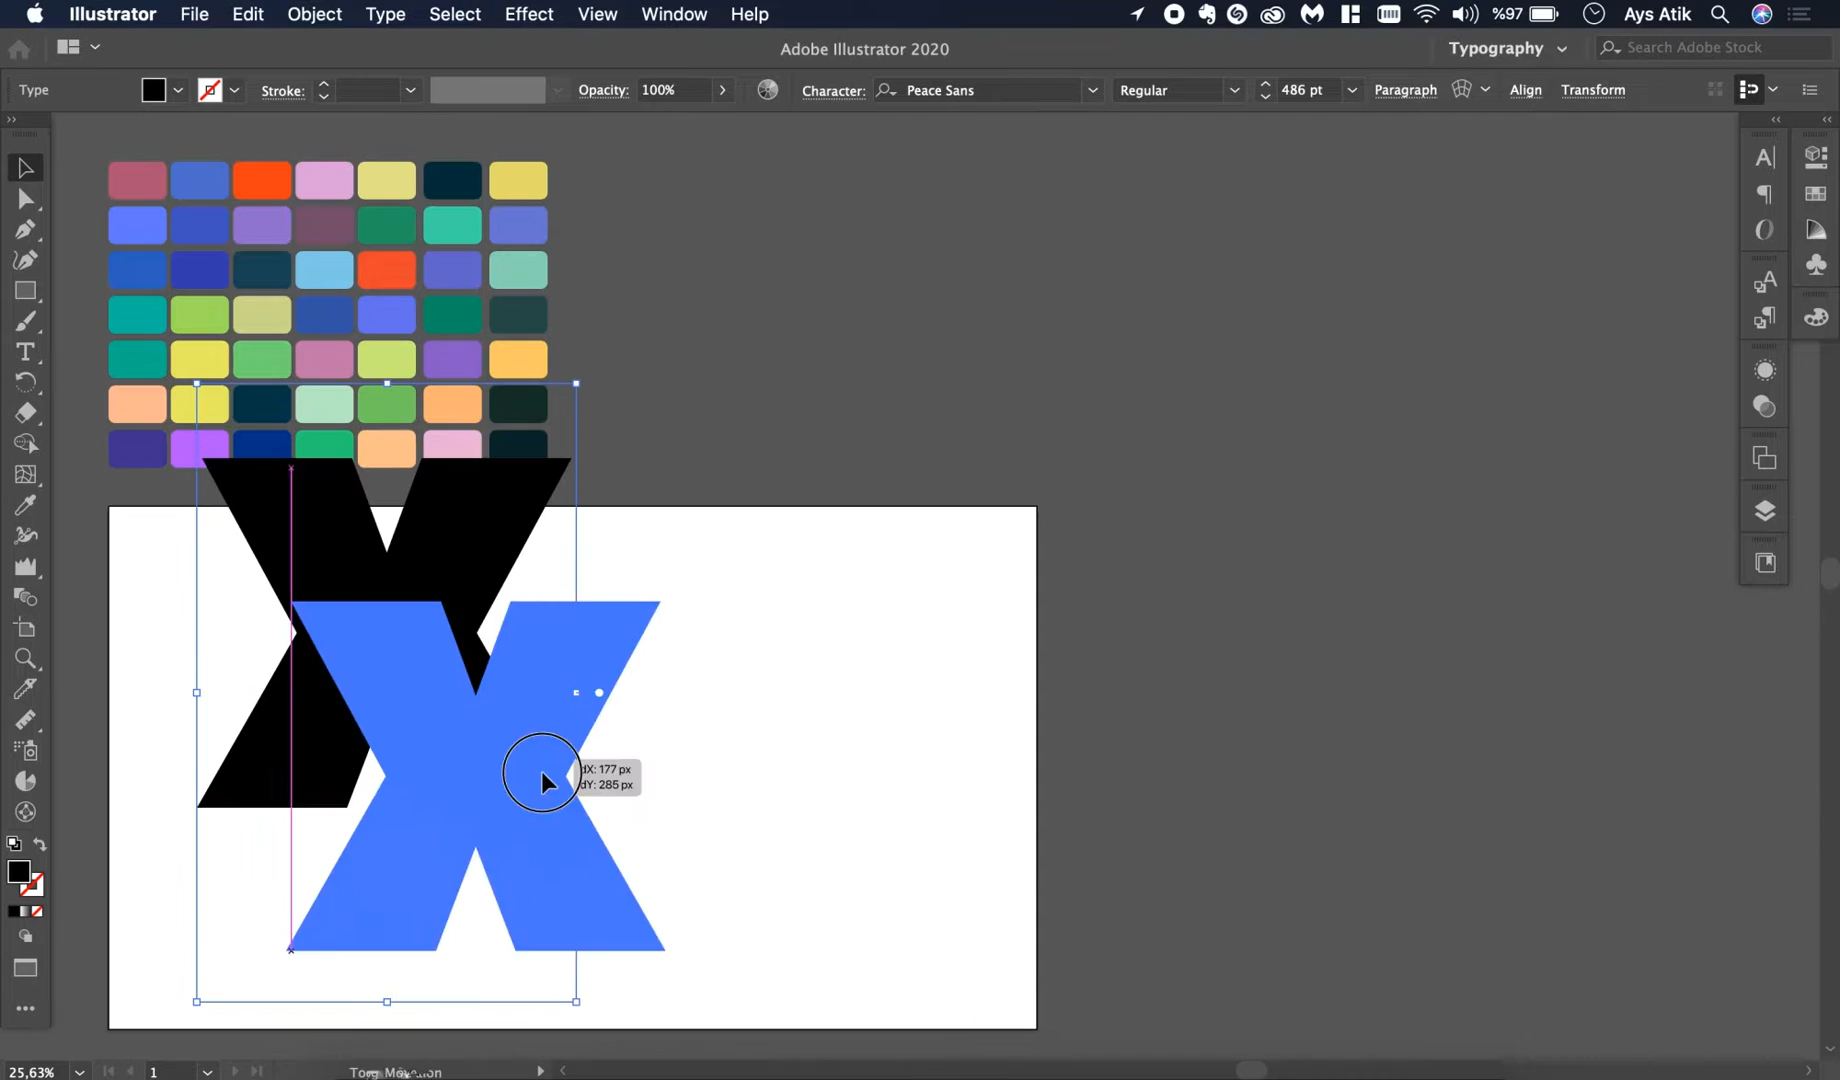 Illustrator File Edit Object Type Select Effect View Window Help %97 Ays Atik
Adobe Illustrator 2020 Typography Search Adobe Stock
Type Stroke: Opacity: 100% Character: Peace Sans Regular 486 pt Paragraph Align Transform
X
X
dX: 177 px
dY: 285 px
25,63% 1